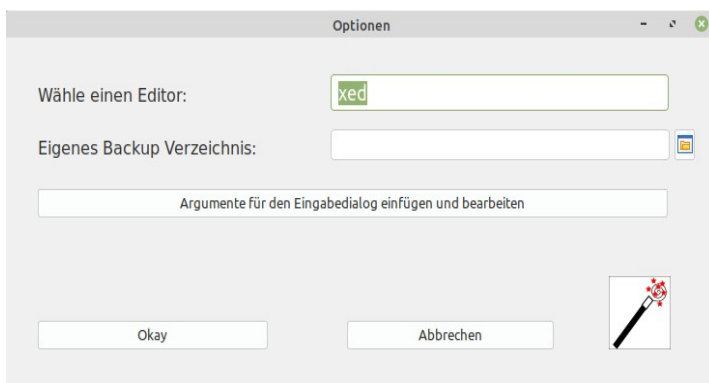 Optionen
Wähle einen Editor:
xed
Eigenes Backup Verzeichnis:
Argumente für den Eingabedialog einfügen und bearbeiten
Okay
Abbrechen